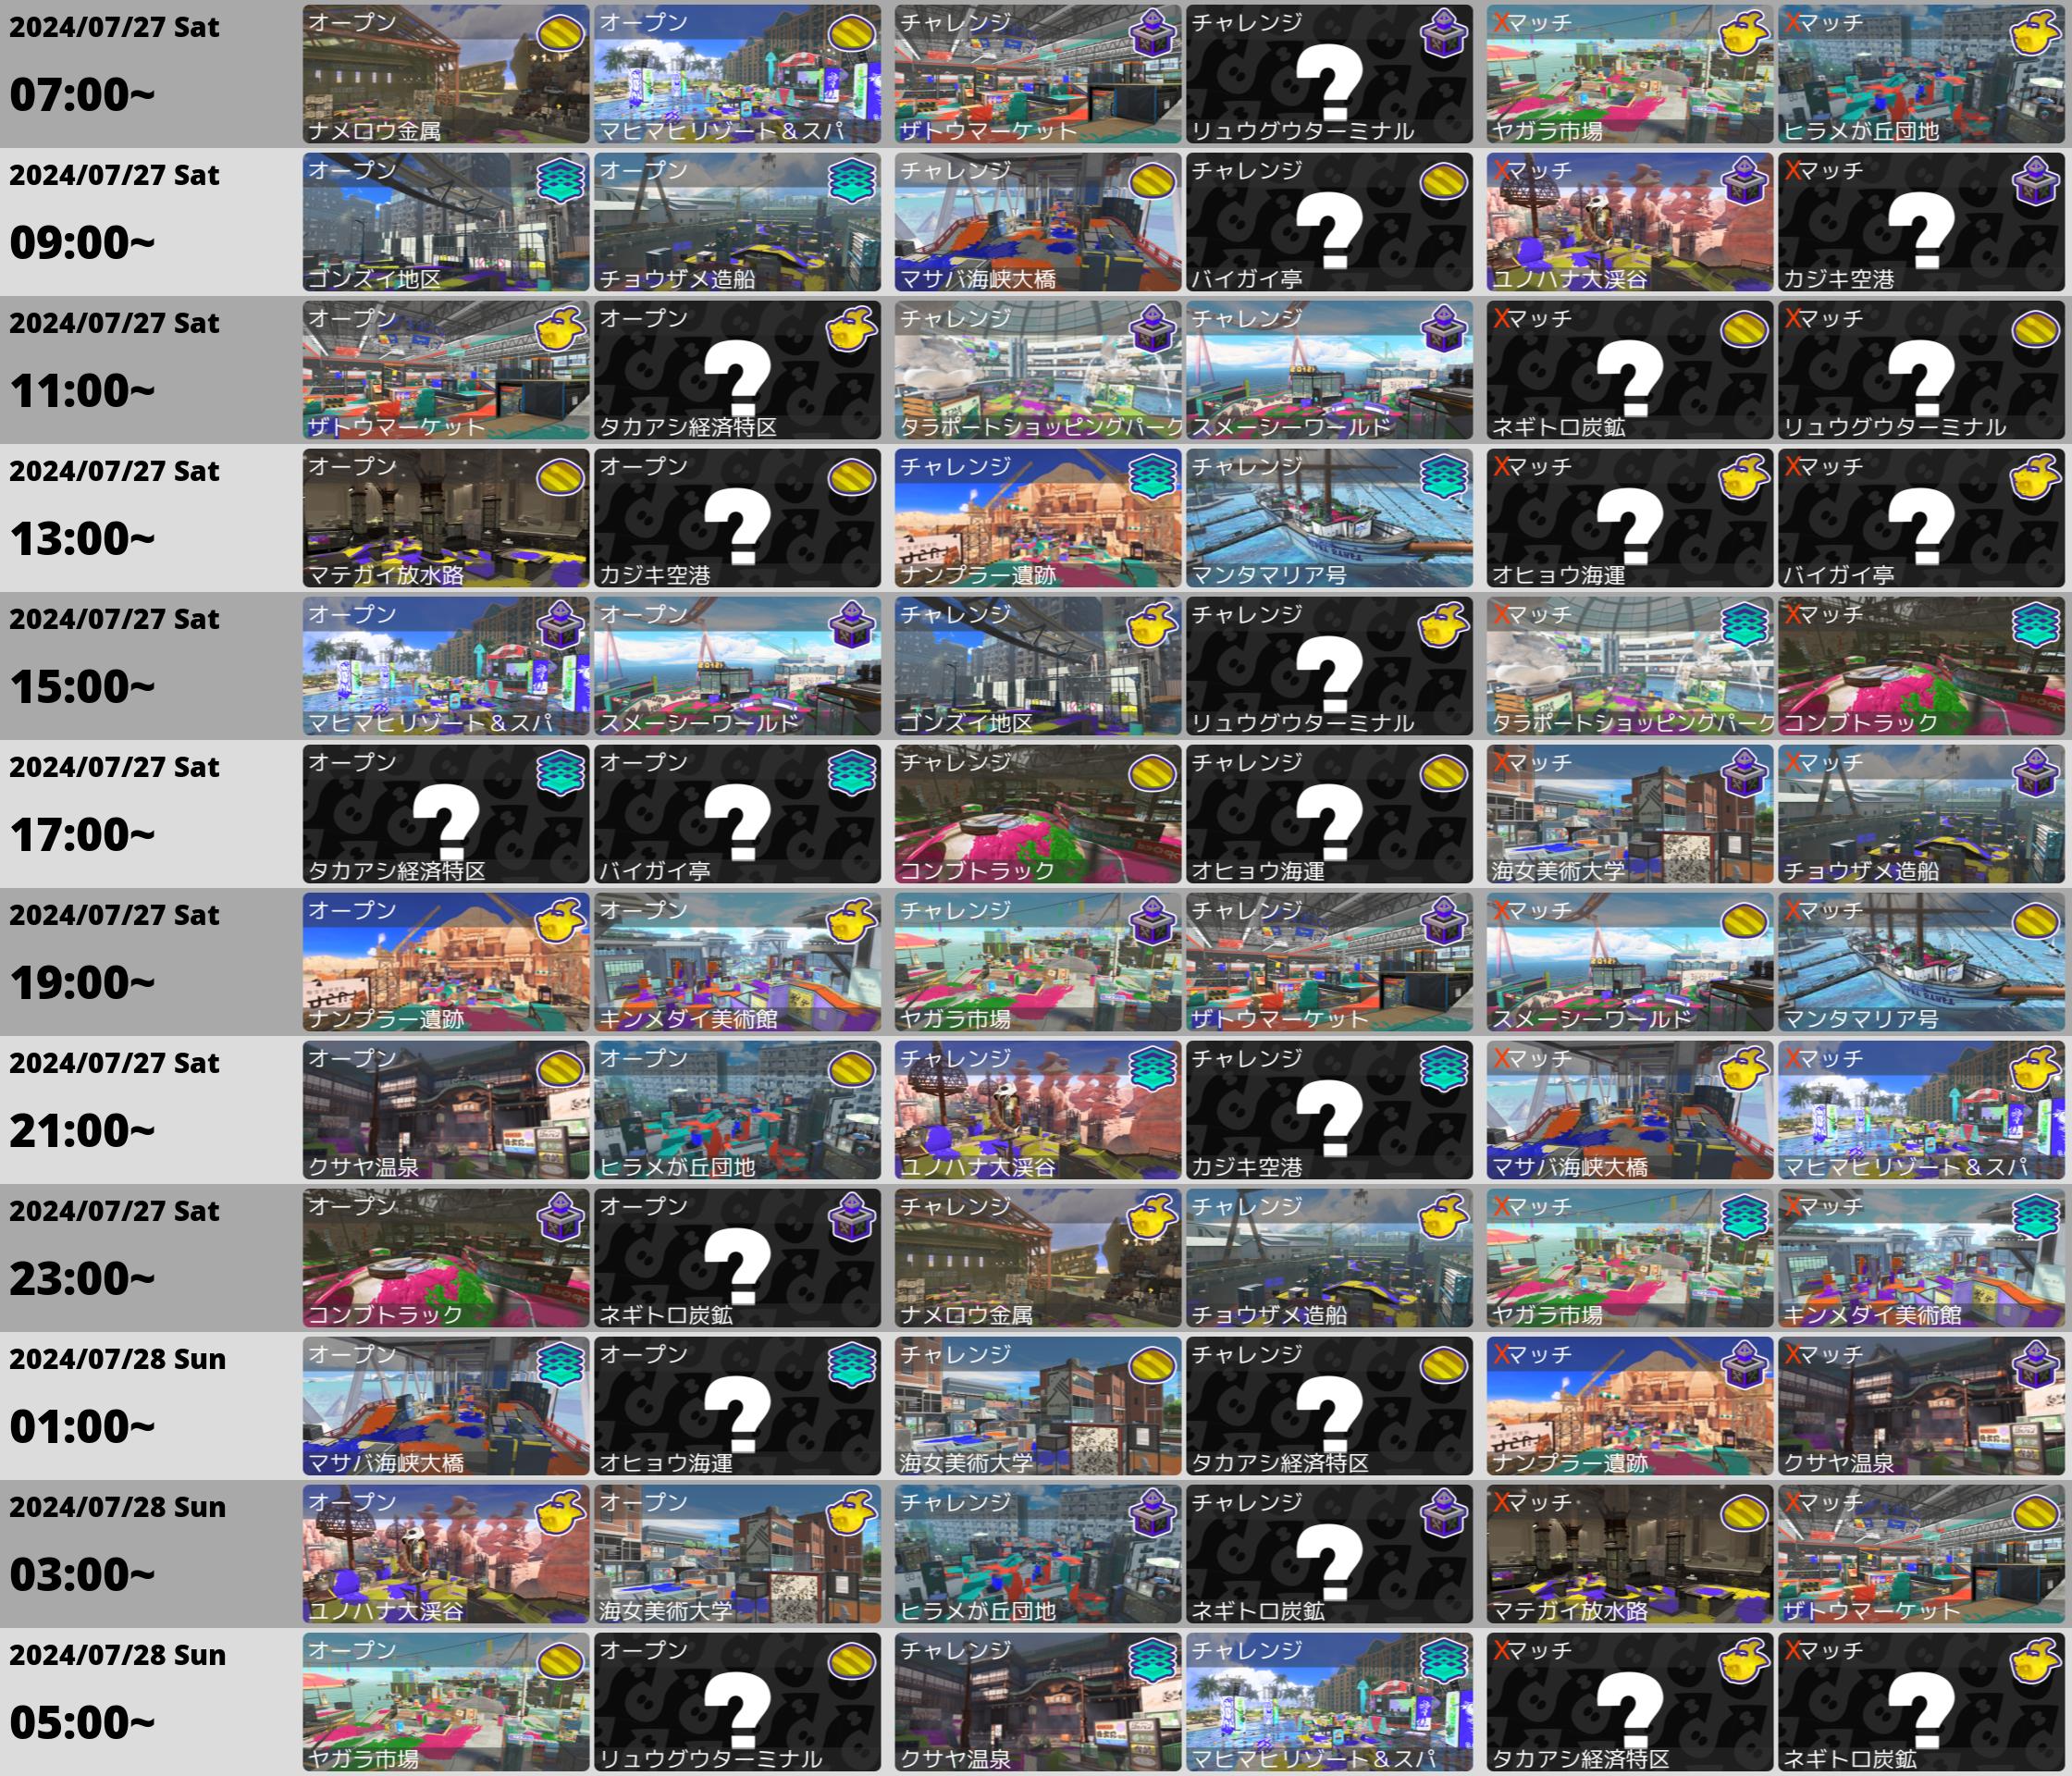 2024/07/27 Sat
07:00~
オープン
ナメロウ金属
オープン
マヒマヒリゾート＆スパ
チャレンジ
ザトウマーケット
チャレンジ
?
リュウグウターミナル
Xマッチ
ヤガラ市場
Xマッチ
ヒラメが丘団地
2024/07/27 Sat
09:00~
オープン
ゴンズイ地区
オープン
チョウザメ造船
チャレンジ
マサバ海峡大橋
チャレンジ
?
バイガイ亭
Xマッチ
ユノハナ大渓谷
Xマッチ
?
カジキ空港
2024/07/27 Sat
11:00~
オープン
ザトウマーケット
オープン
?
タカアシ経済特区
チャレンジ
タラポートショッピングパーク
チャレンジ
スメーシーワールド
Xマッチ
?
ネギトロ炭鉱
Xマッチ
?
リュウグウターミナル
2024/07/27 Sat
13:00~
オープン
マテガイ放水路
オープン
?
カジキ空港
チャレンジ
ナンプラー遺跡
チャレンジ
マンタマリア号
Xマッチ
?
オヒョウ海運
Xマッチ
?
バイガイ亭
2024/07/27 Sat
15:00~
オープン
マヒマヒリゾート＆スパ
オープン
スメーシーワールド
チャレンジ
ゴンズイ地区
チャレンジ
?
リュウグウターミナル
Xマッチ
タラポートショッピングパーク
Xマッチ
コンブトラック
2024/07/27 Sat
17:00~
オープン
?
タカアシ経済特区
オープン
?
バイガイ亭
チャレンジ
コンブトラック
チャレンジ
?
オヒョウ海運
Xマッチ
海女美術大学
Xマッチ
チョウザメ造船
2024/07/27 Sat
19:00~
オープン
ナンプラー遺跡
オープン
キンメダイ美術館
チャレンジ
ヤガラ市場
チャレンジ
ザトウマーケット
Xマッチ
スメーシーワールド
Xマッチ
マンタマリア号
2024/07/27 Sat
21:00~
オープン
クサヤ温泉
オープン
ヒラメが丘団地
チャレンジ
ユノハナ大渓谷
チャレンジ
?
カジキ空港
Xマッチ
マサバ海峡大橋
Xマッチ
マヒマヒリゾート＆スパ
2024/07/27 Sat
23:00~
オープン
コンブトラック
オープン
?
ネギトロ炭鉱
チャレンジ
ナメロウ金属
チャレンジ
チョウザメ造船
Xマッチ
ヤガラ市場
Xマッチ
キンメダイ美術館
2024/07/28 Sun
01:00~
オープン
マサバ海峡大橋
オープン
?
オヒョウ海運
チャレンジ
海女美術大学
チャレンジ
?
タカアシ経済特区
Xマッチ
ナンプラー遺跡
Xマッチ
クサヤ温泉
2024/07/28 Sun
03:00~
オープン
ユノハナ大渓谷
オープン
海女美術大学
チャレンジ
ヒラメが丘団地
チャレンジ
?
ネギトロ炭鉱
Xマッチ
マテガイ放水路
Xマッチ
ザトウマーケット
2024/07/28 Sun
05:00~
オープン
ヤガラ市場
オープン
?
リュウグウターミナル
チャレンジ
クサヤ温泉
チャレンジ
マヒマヒリゾート＆スパ
Xマッチ
?
タカアシ経済特区
Xマッチ
?
ネギトロ炭鉱